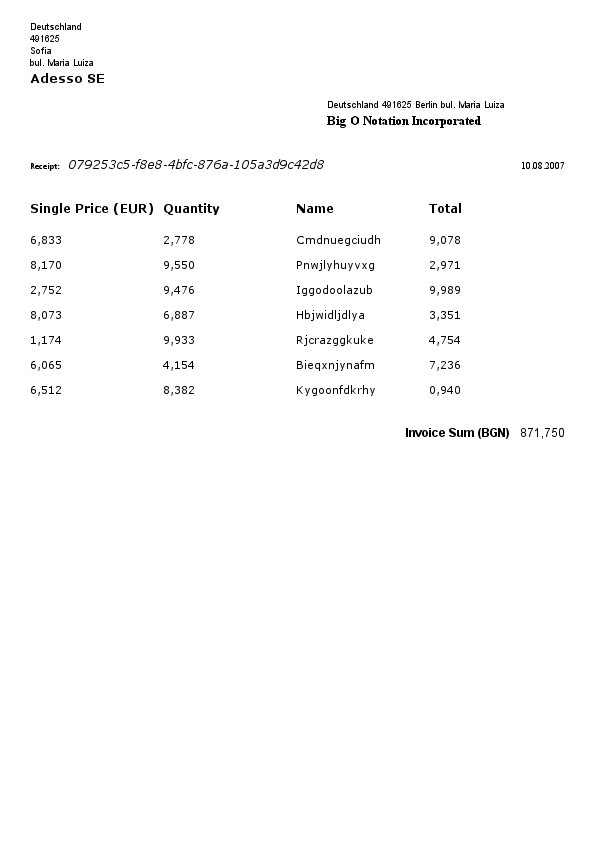 Deutschland
491625
Sofia
bul. Maria Luiza
Adesso SE
Deutschland 491625 Berlin bul. Maria Luiza
Big O Notation Incorporated
Receipt: 079253c5-f8e8-4bfc-876a-105a3d9c42d8 10.08.2007
Single Price (EUR) Quantity Name Total
6,833 2,778 Cmdnuegciudh 9,078
8,170 9,550 Pnwjlyhuyvxg 2,971
2,752 9,476 Iggodoolazub 9,989
8,073 6,887 Hbjwidljdlya 3,351
1,174 9,933 Rjcrazggkuke 4,754
6,065 4,154 Bieqxnjynafm 7,236
6,512 8,382 Kygoonfdkrhy 0,940
Invoice Sum (BGN) 871,750